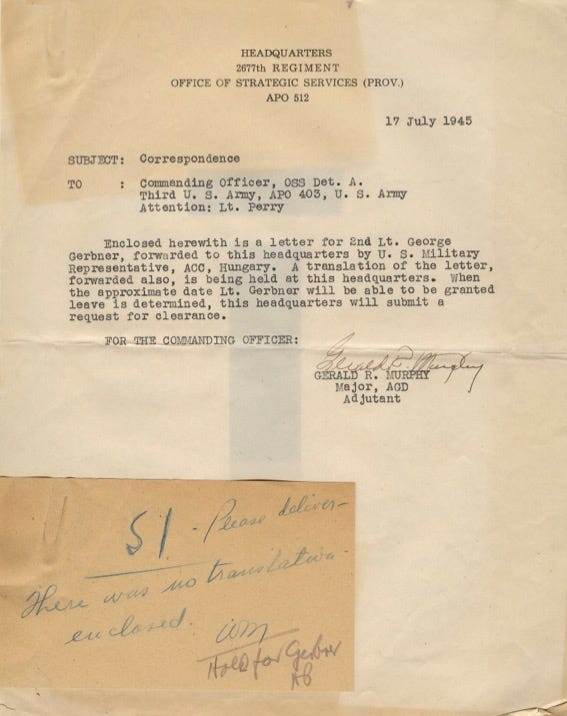 HEADQUARTERS
2677th REGIMENT
OFFICE OF STRATEGIC SERVICES (PROV.)
APO 512
17 July 1945
SUBJECT: Correspondence
TO : Commanding Officer, OSS Det. A.
Third U. S. Army, APO 403, U. S. Army
Attention: Lt. Perry
Enclosed herewith is a letter for 2nd Lt. George
Gerbner, forwarded to this headquarters by U. S. Military
Representative, ACC, Hungary. A translation of the letter,
forwarded also, is being held at this headquarters. When
the approximate date Lt. Gerbner will be able to be granted
leave is determined, this headquarters will submit a
request for clearance.
FOR THE COMMANDING OFFICER:
Gerald R. Murphy
GERALD R. MURPHY
Major, AGD
Adjutant
SI - Please deliver-
There was no translation
enclosed.
Hold for Gerbner